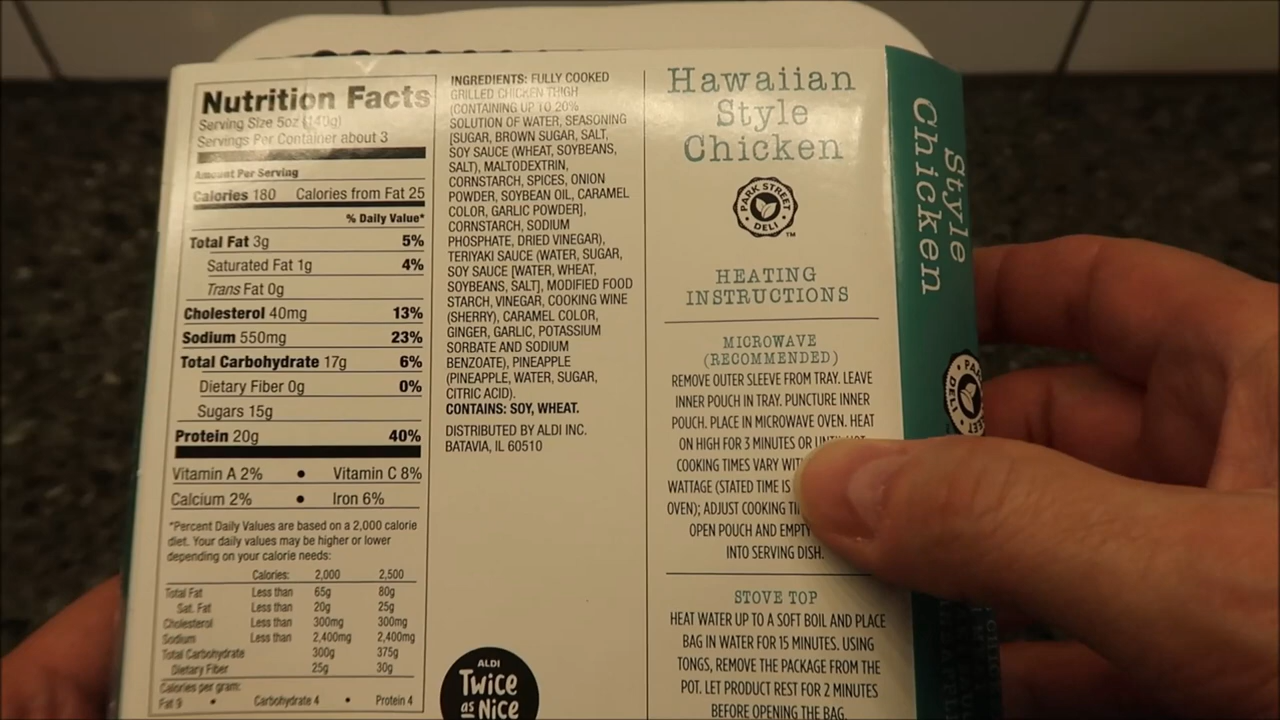 Nutrition Facts
Serving Size 5oz (140g)
Servings Per Container about 3
Amount Per Serving
Calories 180 Calories from Fat 25
% Daily Value*
Total Fat 3g 5%
Saturated Fat 1g 4%
Trans Fat 0g
Cholesterol 40mg 13%
Sodium 550mg 23%
Total Carbohydrate 17g 6%
Dietary Fiber 0g 0%
Sugars 15g
Protein 20g 40%
Vitamin A 2% • Vitamin C 8%
Calcium 2% • Iron 6%
*Percent Daily Values are based on a 2,000 calorie
diet. Your daily values may be higher or lower
depending on your calorie needs:
Calories: 2,000 2,500
Total Fat Less than 65g 80g
Sat. Fat Less than 20g 25g
Cholesterol Less than 300mg 300mg
Sodium Less than 2,400mg 2,400mg
Total Carbohydrate 300g 375g
Dietary Fiber 25g 30g
Calories per gram:
Fat 9 • Carbohydrate 4 • Protein 4
INGREDIENTS: FULLY COOKED
GRILLED CHICKEN THIGH
(CONTAINING UP TO 20%
SOLUTION OF WATER, SEASONING
[SUGAR, BROWN SUGAR, SALT,
SOY SAUCE (WHEAT, SOYBEANS,
SALT), MALTODEXTRIN,
CORNSTARCH, SPICES, ONION
POWDER, SOYBEAN OIL, CARAMEL
COLOR, GARLIC POWDER],
CORNSTARCH, SODIUM
PHOSPHATE, DRIED VINEGAR),
TERIYAKI SAUCE (WATER, SUGAR,
SOY SAUCE [WATER, WHEAT,
SOYBEANS, SALT], MODIFIED FOOD
STARCH, VINEGAR, COOKING WINE
(SHERRY), CARAMEL COLOR,
GINGER, GARLIC, POTASSIUM
SORBATE AND SODIUM
BENZOATE), PINEAPPLE
(PINEAPPLE, WATER, SUGAR,
CITRIC ACID).
CONTAINS: SOY, WHEAT.
DISTRIBUTED BY ALDI INC.
BATAVIA, IL 60510
ALDI
Twice
as Nice
Hawaiian
Style
Chicken
PARK STREET
DELI ™
HEATING
INSTRUCTIONS
MICROWAVE
(RECOMMENDED)
REMOVE OUTER SLEEVE FROM TRAY. LEAVE
INNER POUCH IN TRAY. PUNCTURE INNER
POUCH. PLACE IN MICROWAVE OVEN. HEAT
ON HIGH FOR 3 MINUTES OR UNTIL HOT
COOKING TIMES VARY WITH
WATTAGE (STATED TIME IS
OVEN); ADJUST COOKING
OPEN POUCH AND EMPTY
INTO SERVING DISH.
STOVE TOP
HEAT WATER UP TO A SOFT BOIL AND PLACE
BAG IN WATER FOR 15 MINUTES. USING
TONGS, REMOVE THE PACKAGE FROM THE
POT. LET PRODUCT REST FOR 2 MINUTES
BEFORE OPENING THE BAG.
Style
Chicken
PARK
DELI